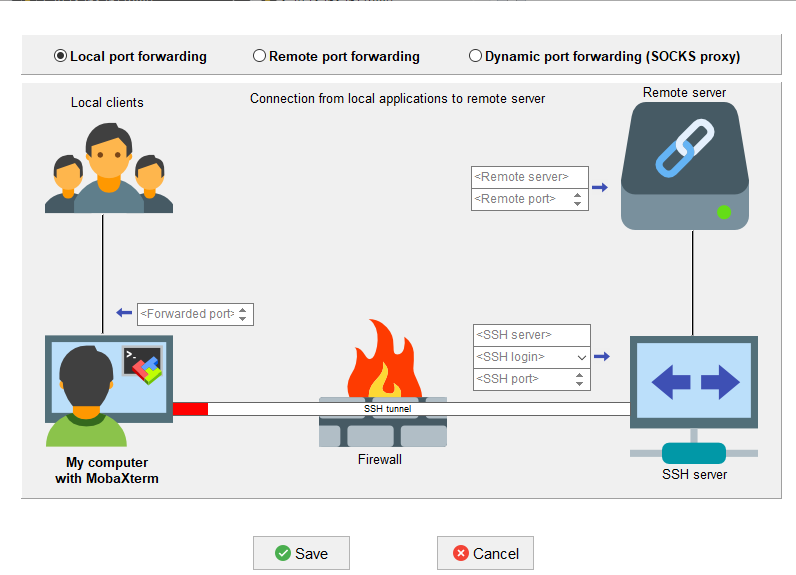 Local port forwarding
Remote port forwarding
Dynamic port forwarding (SOCKS proxy)
Local clients
Connection from local applications to remote server
Remote server
<Remote server>
<Remote port>
<Forwarded port>
<SSH server>
<SSH login>
<SSH port>
>_
SSH tunnel
Firewall
My computer
with MobaXterm
SSH server
Save
Cancel